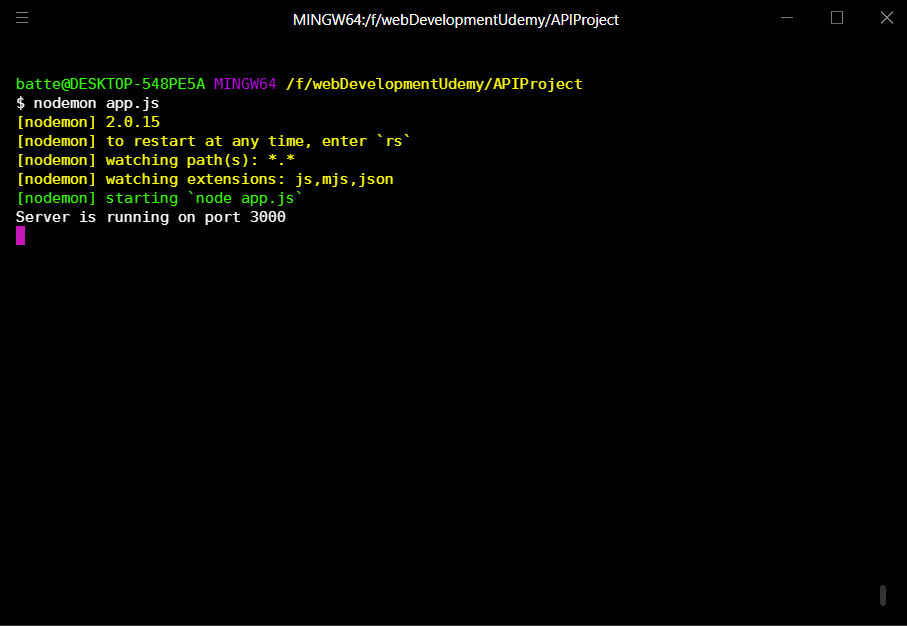 MINGW64:/f/webDevelopmentUdemy/APIProject
batte@DESKTOP-548PE5A MINGW64 /f/webDevelopmentUdemy/APIProject
$ nodemon app.js
[nodemon] 2.0.15
[nodemon] to restart at any time, enter `rs`
[nodemon] watching path(s): *.*
[nodemon] watching extensions: js,mjs,json
[nodemon] starting `node app.js`
Server is running on port 3000